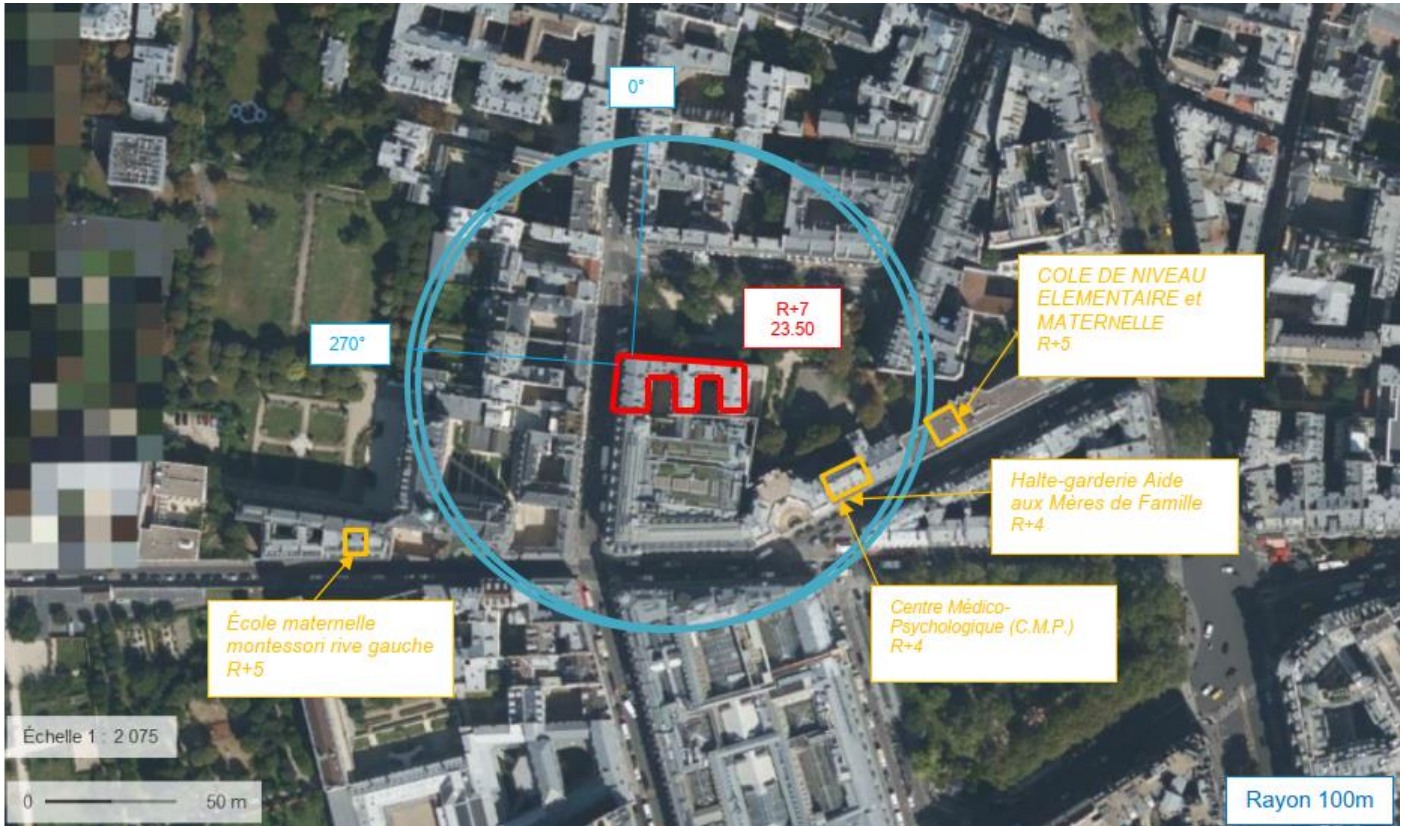 0°
R+7
23.50
270°
COLE DE NIVEAU
ELEMENTAIRE et
MATERNELLE
R+5
Halte-garderie Aide
aux Mères de Famille
R+4
Centre Médico-
Psychologique (C.M.P.)
R+4
École maternelle
montessori rive gauche
R+5
Échelle 1 : 2 075
0 50 m
Rayon 100m